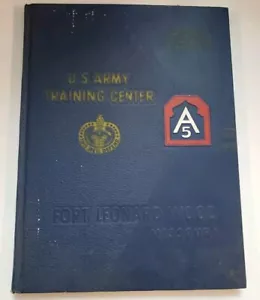 U.S. ARMY
TRAINING CENTER
A
5
FORT LEONARD WOOD
MISSOURI